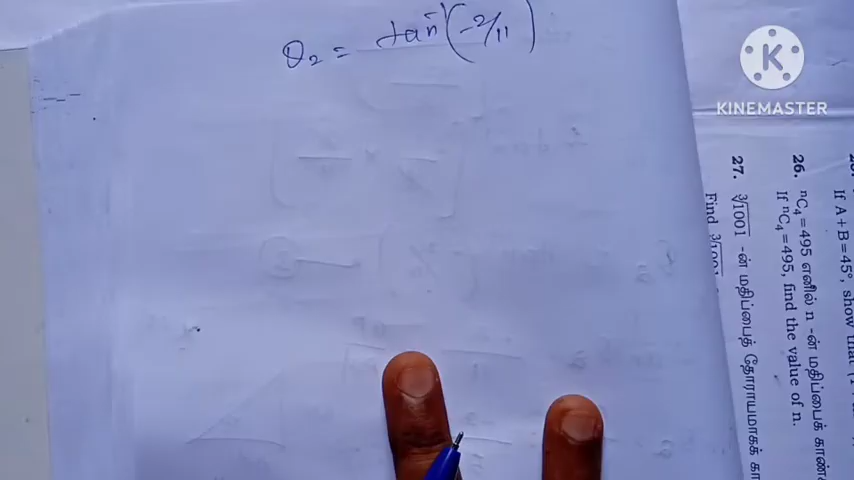 θ₂ = tan⁻¹(-2/11)
KINEMASTER
If A + B = 45°, show that (1
26. ⁿC₄ = 495 எனில் n -ன் மதிப்பைக் காண்க
If ⁿC₄ = 495, find the value of n.
27. ∛1001 -ன் மதிப்பைத் தோராயமாகக் கா
Find ∛1001